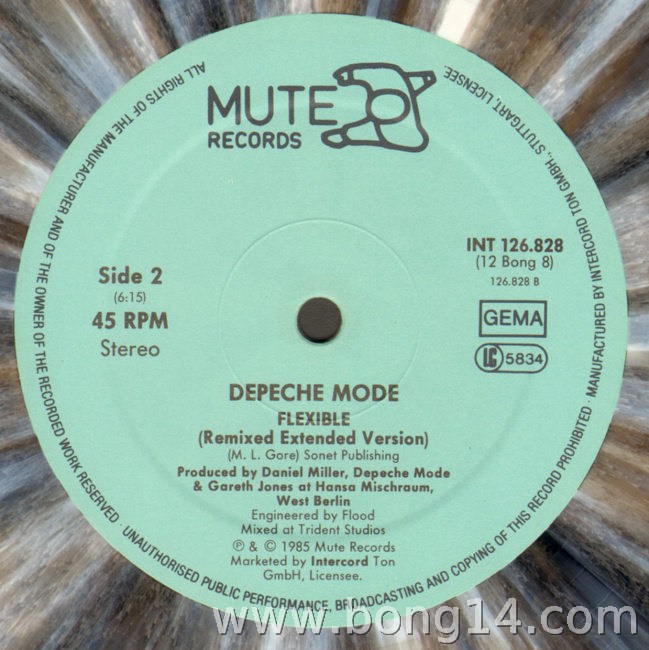 MUTE
RECORDS
INT 126.828
(12 Bong 8)
126.828 B
Side 2
(6:15)
45 RPM
Stereo
GEMA
LC 5834
DEPECHE MODE
FLEXIBLE
(Remixed Extended Version)
(M. L. Gore) Sonet Publishing
Produced by Daniel Miller, Depeche Mode
& Gareth Jones at Hansa Mischraum,
West Berlin
Engineered by Flood
Mixed at Trident Studios
℗ & © 1985 Mute Records
Marketed by Intercord Ton
GmbH, Licensee.
ALL RIGHTS OF THE MANUFACTURER AND OF THE OWNER OF THE RECORDED WORK RESERVED · UNAUTHORISED PUBLIC PERFORMANCE, BROADCASTING AND COPYING OF THIS RECORD PROHIBITED · MANUFACTURED BY INTERCORD TON GMBH., STUTTGART, LICENSEE.
www.bong14.com